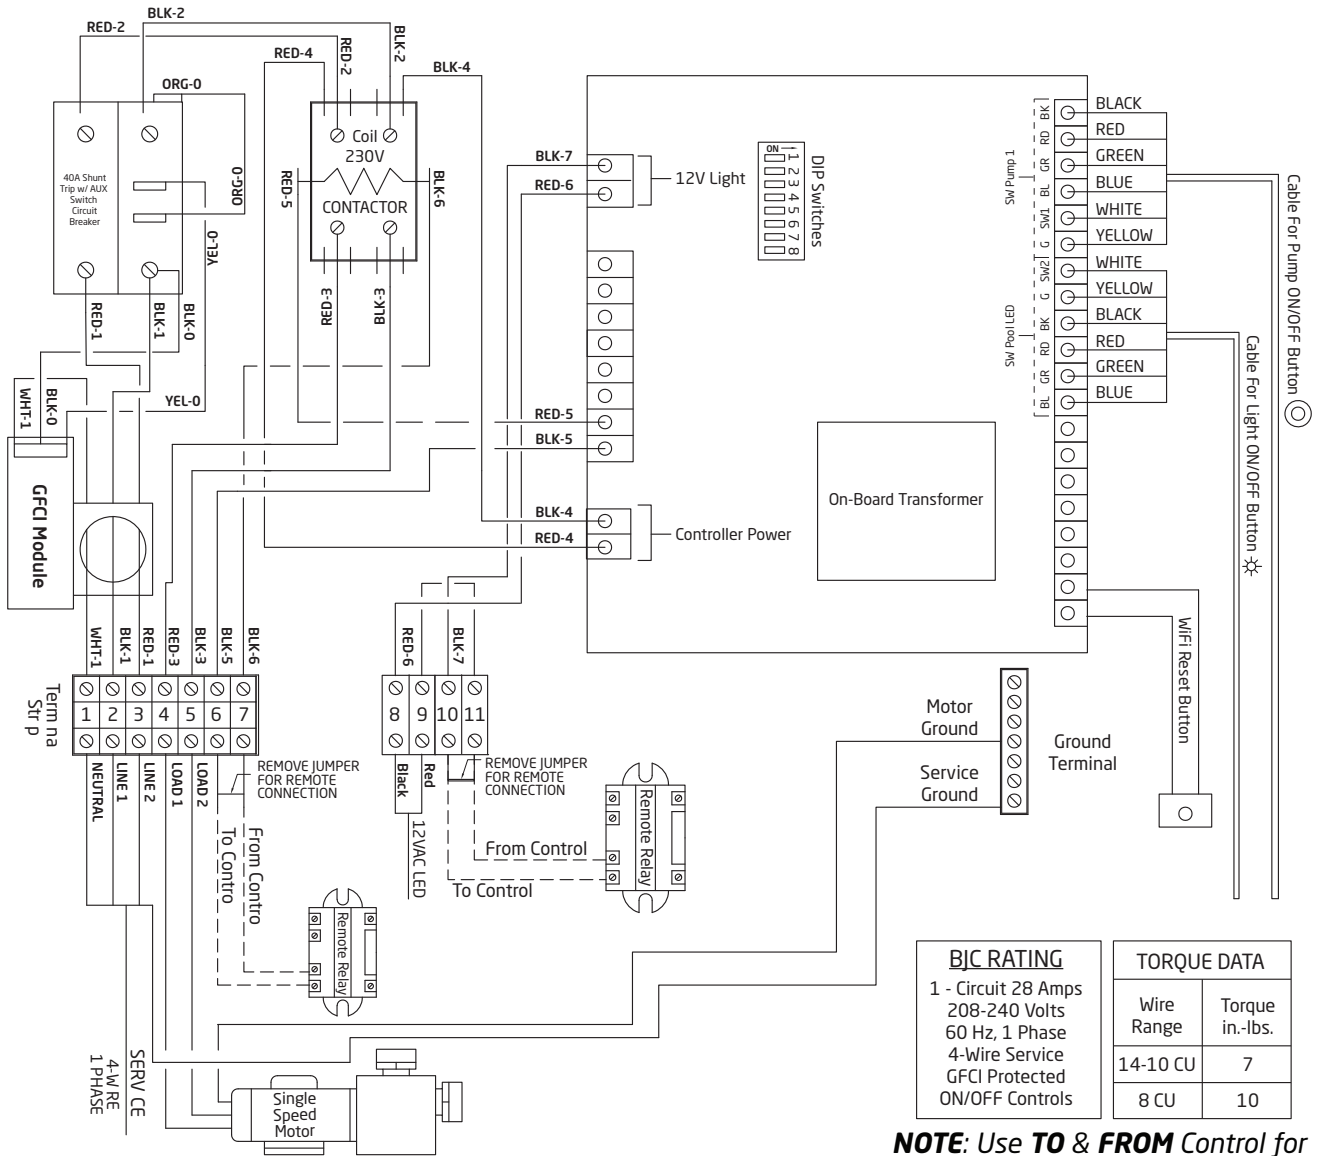 BLK-2
RED-2
RED-2
BLK-2
RED-4
BLK-4
ORG-0
ORG-0
40A Shunt
Trip w/ AUX
Switch
Circuit
Breaker
Coil
230V
CONTACTOR
RED-5
BLK-6
YEL-0
RED-1
BLK-1
BLK-0
RED-3
BLK-3
WHT-1
BLK-0
YEL-0
GFCI Module
BLK-7
RED-6
12V Light
ON
1
2
3
4
5
6
7
8
DIP Switches
RED-5
BLK-5
BLK-4
RED-4
Controller Power
On-Board Transformer
SW Pump 1
BK
RD
GR
BL
SW1
G
BLACK
RED
GREEN
BLUE
WHITE
YELLOW
SW Pool LED
SW2
G
BK
RD
GR
BL
WHITE
YELLOW
BLACK
RED
GREEN
BLUE
Cable For Pump ON/OFF Button
Cable For Light ON/OFF Button
WiFi Reset Button
WHT-1
BLK-1
RED-1
RED-3
BLK-3
BLK-5
BLK-6
Term na
Str p
1
2
3
4
5
6
7
NEUTRAL
LINE 1
LINE 2
LOAD 1
LOAD 2
REMOVE JUMPER
FOR REMOTE
CONNECTION
To Contro
From Contro
Remote Relay
RED-6
BLK-7
8
9
10
11
Black
Red
12VAC LED
REMOVE JUMPER
FOR REMOTE
CONNECTION
From Control
To Control
Remote Relay
Motor
Ground
Service
Ground
Ground
Terminal
SERV CE
4-W RE
1 PHASE
Single
Speed
Motor
BJC RATING
1 - Circuit 28 Amps
208-240 Volts
60 Hz, 1 Phase
4-Wire Service
GFCI Protected
ON/OFF Controls
TORQUE DATA
Wire
Range
Torque
in.-lbs.
14-10 CU
7
8 CU
10
NOTE: Use TO & FROM Control for